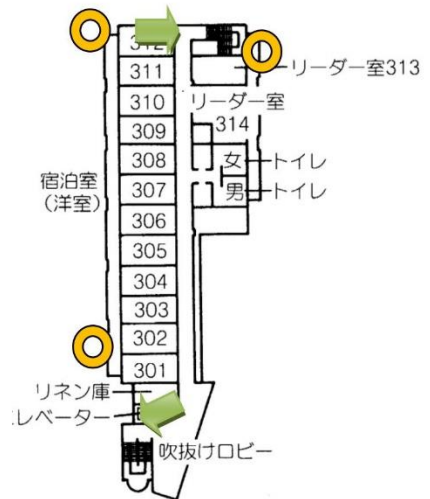 312
311
リーダー室313
310
リーダー室
314
309
308
女
トイレ
宿泊室
(洋室)
307
男
トイレ
306
305
304
303
302
301
リネン庫
レベーター
吹抜けロビー